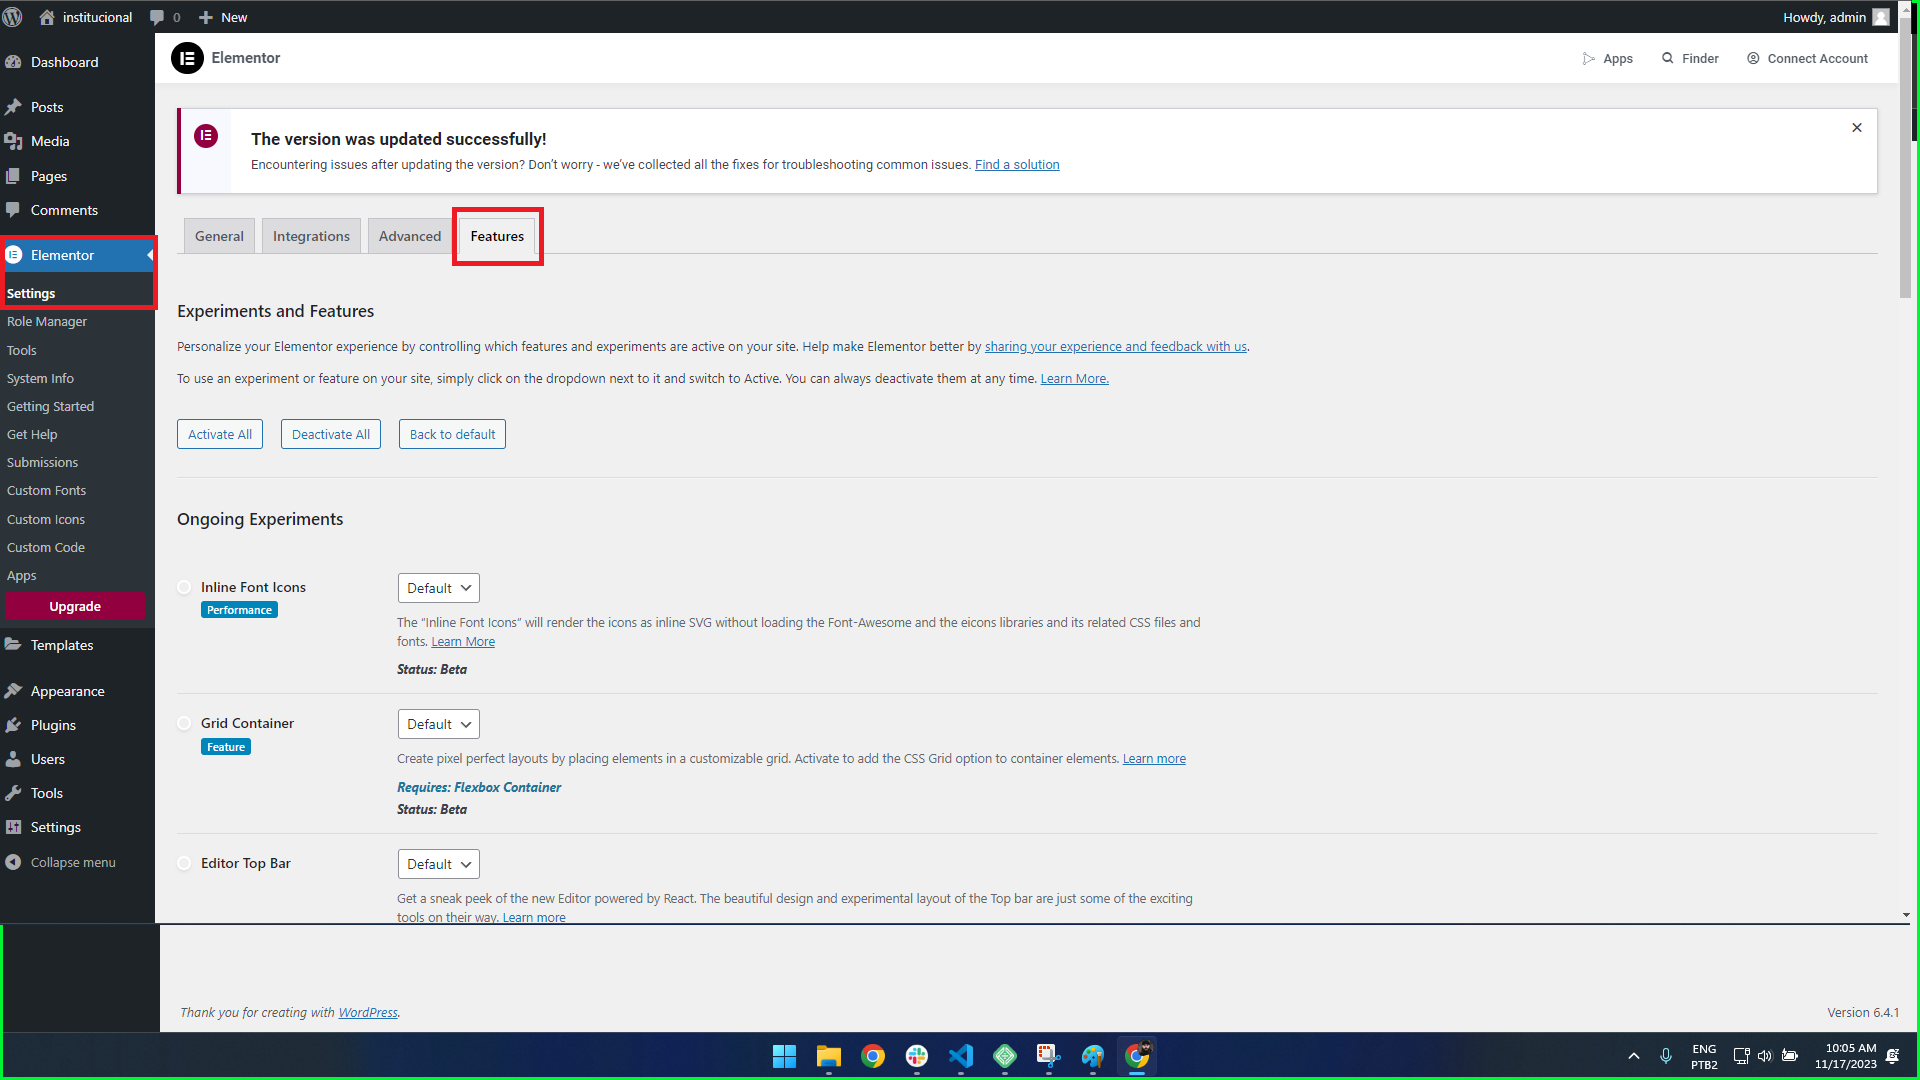 institucional
0
New
Howdy, admin
Dashboard
Posts
Media
Pages
Comments
Elementor
Settings
Role Manager
Tools
System Info
Getting Started
Get Help
Submissions
Custom Fonts
Custom Icons
Custom Code
Apps
Upgrade
Templates
Appearance
Plugins
Users
Tools
Settings
Collapse menu
Elementor
Apps
Finder
Connect Account
The version was updated successfully!
Encountering issues after updating the version? Don’t worry - we’ve collected all the fixes for troubleshooting common issues. Find a solution
General
Integrations
Advanced
Features
Experiments and Features
Personalize your Elementor experience by controlling which features and experiments are active on your site. Help make Elementor better by sharing your experience and feedback with us.
To use an experiment or feature on your site, simply click on the dropdown next to it and switch to Active. You can always deactivate them at any time. Learn More.
Activate All
Deactivate All
Back to default
Ongoing Experiments
Inline Font Icons
Performance
Default
The “Inline Font Icons” will render the icons as inline SVG without loading the Font-Awesome and the eicons libraries and its related CSS files and
fonts. Learn More
Status: Beta
Grid Container
Feature
Default
Create pixel perfect layouts by placing elements in a customizable grid. Activate to add the CSS Grid option to container elements. Learn more
Requires: Flexbox Container
Status: Beta
Editor Top Bar
Default
Get a sneak peek of the new Editor powered by React. The beautiful design and experimental layout of the Top bar are just some of the exciting
tools on their way. Learn more
Thank you for creating with WordPress.
Version 6.4.1
ENG
PTB2
10:05 AM
11/17/2023